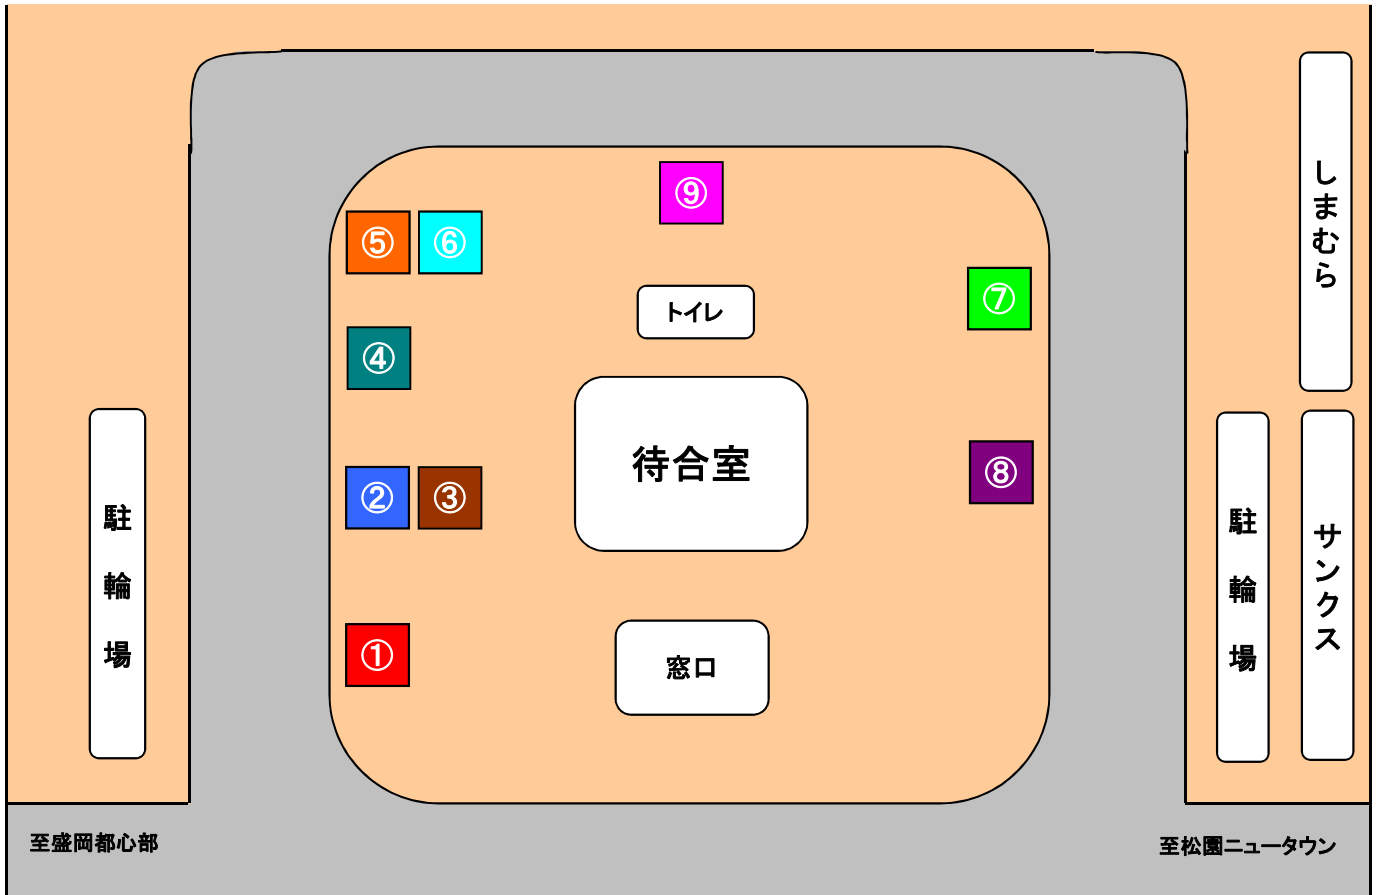 ⑨
⑤ ⑥
⑦
トイレ
④
待合室
⑧
② ③
①
窓口
駐輪場
駐輪場
しまむら
サンクス
至盛岡都心部
至松園ニュータウン